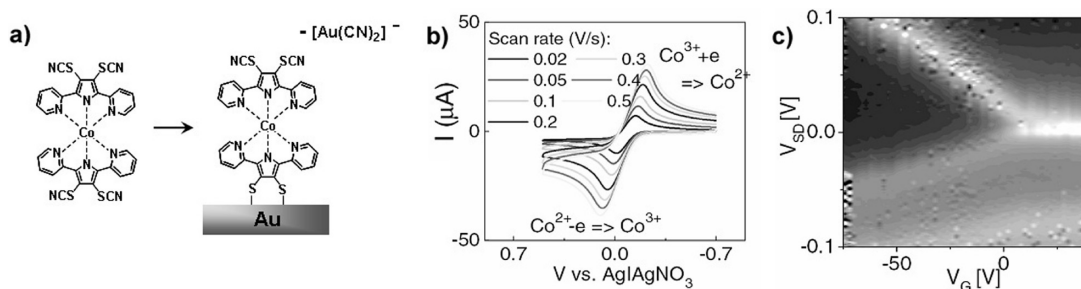 a)
- [Au(CN)2]⁻
NCS SCN
N N N
Co
N N N
NCS SCN
NCS SCN
N N N
Co
N N N
S S
Au
b)
50
Scan rate (V/s):
0.02 0.3
0.05 0.4
0.1 0.5
0.2
Co³⁺+e
=> Co²⁺
I (µA)
0
Co²⁺-e => Co³⁺
-50
0.7 0.0 -0.7
V vs. Ag|AgNO3
c)
0.1
VSD [V]
0.0
-0.1
-50 0
VG [V]